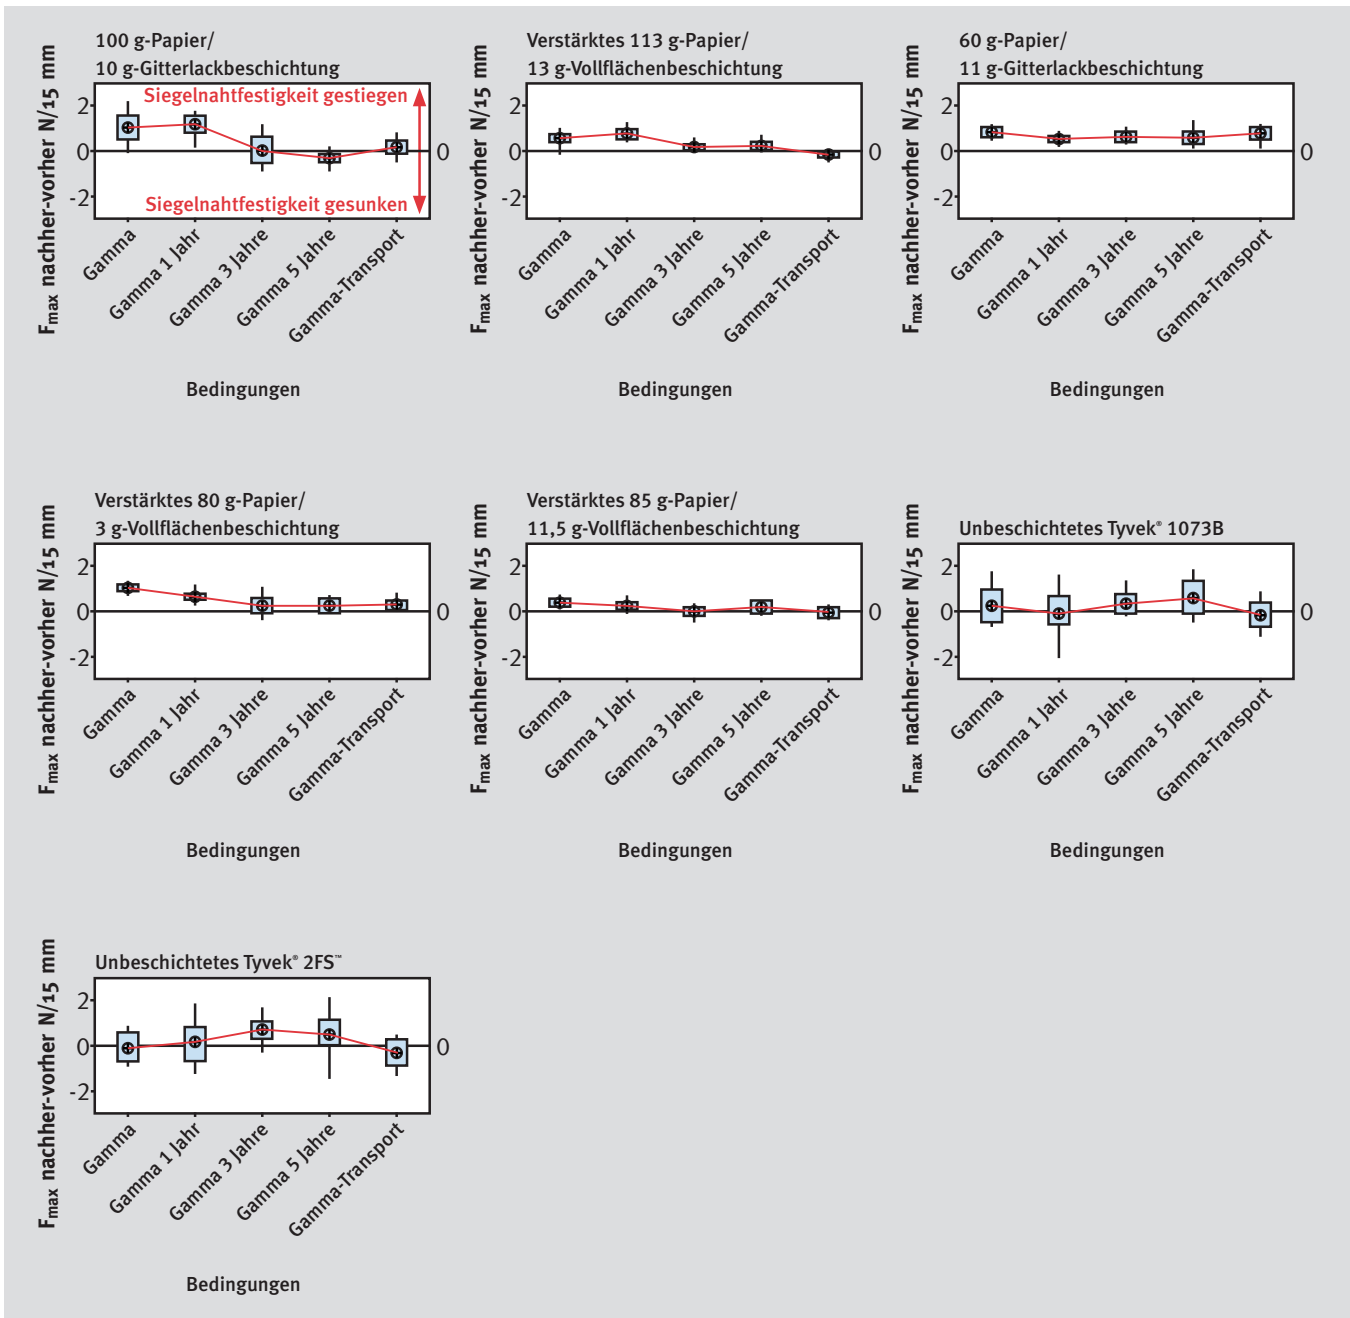 100 g-Papier/
10 g-Gitterlackbeschichtung
Fmax nachher-vorher N/15 mm
2
0
-2
Siegelnahtfestigkeit gestiegen
Siegelnahtfestigkeit gesunken
0
Gamma
Gamma 1 Jahr
Gamma 3 Jahre
Gamma 5 Jahre
Gamma-Transport
Bedingungen
Verstärktes 113 g-Papier/
13 g-Vollflächenbeschichtung
Fmax nachher-vorher N/15 mm
2
0
-2
0
Gamma
Gamma 1 Jahr
Gamma 3 Jahre
Gamma 5 Jahre
Gamma-Transport
Bedingungen
60 g-Papier/
11 g-Gitterlackbeschichtung
Fmax nachher-vorher N/15 mm
2
0
-2
0
Gamma
Gamma 1 Jahr
Gamma 3 Jahre
Gamma 5 Jahre
Gamma-Transport
Bedingungen
Verstärktes 80 g-Papier/
3 g-Vollflächenbeschichtung
Fmax nachher-vorher N/15 mm
2
0
-2
0
Gamma
Gamma 1 Jahr
Gamma 3 Jahre
Gamma 5 Jahre
Gamma-Transport
Bedingungen
Verstärktes 85 g-Papier/
11,5 g-Vollflächenbeschichtung
Fmax nachher-vorher N/15 mm
2
0
-2
0
Gamma
Gamma 1 Jahr
Gamma 3 Jahre
Gamma 5 Jahre
Gamma-Transport
Bedingungen
Unbeschichtetes Tyvek® 1073B
Fmax nachher-vorher N/15 mm
2
0
-2
0
Gamma
Gamma 1 Jahr
Gamma 3 Jahre
Gamma 5 Jahre
Gamma-Transport
Bedingungen
Unbeschichtetes Tyvek® 2FS™
Fmax nachher-vorher N/15 mm
2
0
-2
0
Gamma
Gamma 1 Jahr
Gamma 3 Jahre
Gamma 5 Jahre
Gamma-Transport
Bedingungen